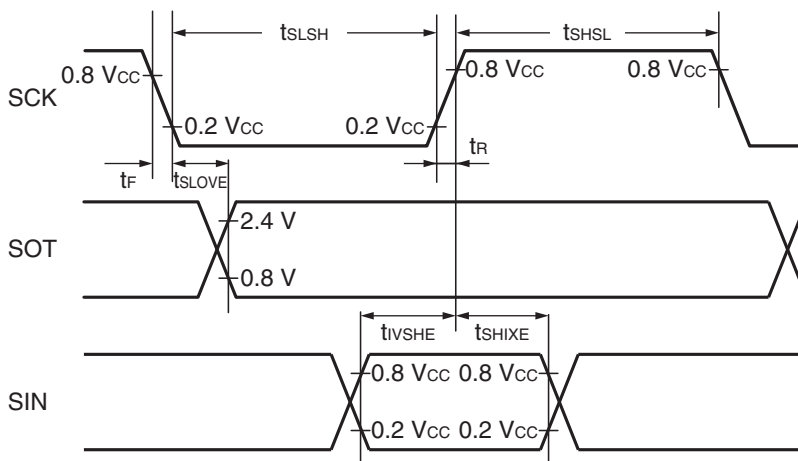 tSLSH
tSHSL
SCK
0.8 VCC
0.8 VCC
0.8 VCC
0.2 VCC
0.2 VCC
tF
tSLOVE
tR
SOT
2.4 V
0.8 V
tIVSHE
tSHIXE
SIN
0.8 VCC
0.8 VCC
0.2 VCC
0.2 VCC